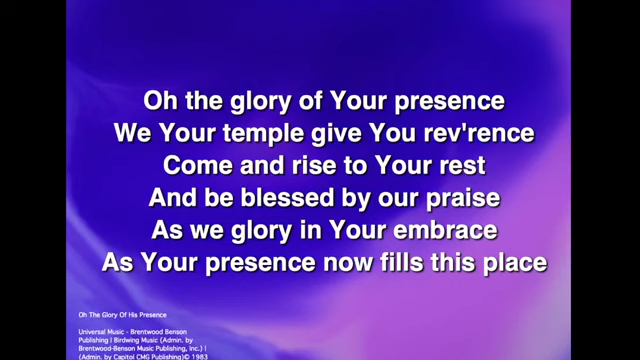 Oh the glory of Your presence
We Your temple give You rev'rence
Come and rise to Your rest
And be blessed by our praise
As we glory in Your embrace
As Your presence now fills this place
Oh The Glory Of His Presence
Universal Music - Brentwood Benson
Publishing | Birdwing Music (Admin. by
Brentwood-Benson Music Publishing, Inc.) |
(Admin. by Capitol CMG Publishing)© 1983